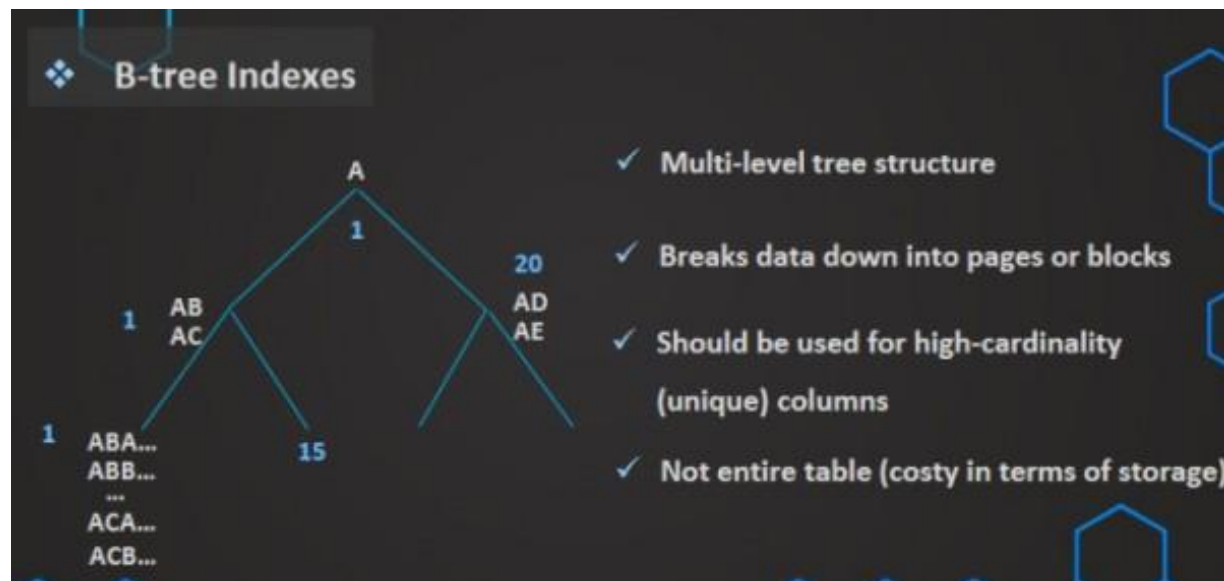 ❖ B-tree Indexes
A
1
20
1
AB
AC
AD
AE
1
ABA...
ABB...
...
ACA...
ACB...
15
✓ Multi-level tree structure
✓ Breaks data down into pages or blocks
✓ Should be used for high-cardinality
(unique) columns
✓ Not entire table (costy in terms of storage)